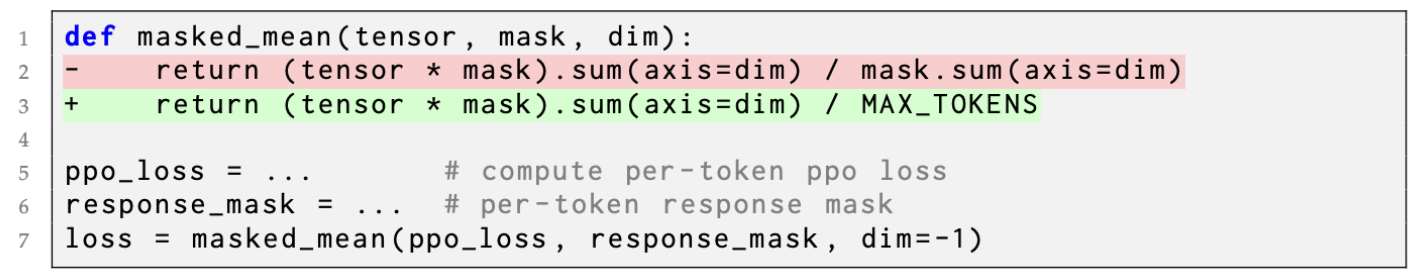 1 def masked_mean(tensor, mask, dim):
2 -    return (tensor * mask).sum(axis=dim) / mask.sum(axis=dim)
3 +    return (tensor * mask).sum(axis=dim) / MAX_TOKENS
4
5 ppo_loss = ...      # compute per-token ppo loss
6 response_mask = ...  # per-token response mask
7 loss = masked_mean(ppo_loss, response_mask, dim=-1)